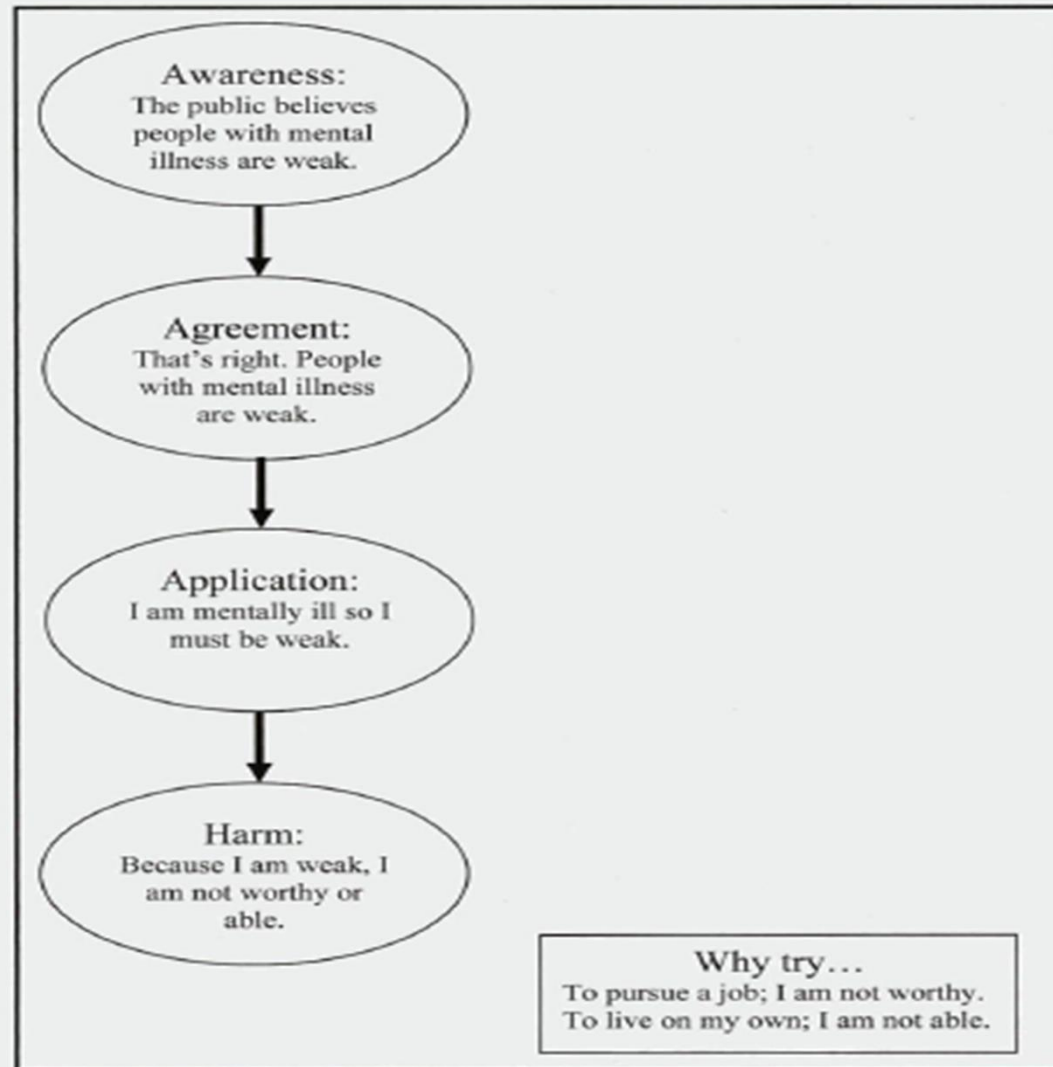 Awareness:
The public believes
people with mental
illness are weak.
Agreement:
That's right. People
with mental illness
are weak.
Application:
I am mentally ill so I
must be weak.
Harm:
Because I am weak, I
am not worthy or
able.
Why try...
To pursue a job; I am not worthy.
To live on my own; I am not able.